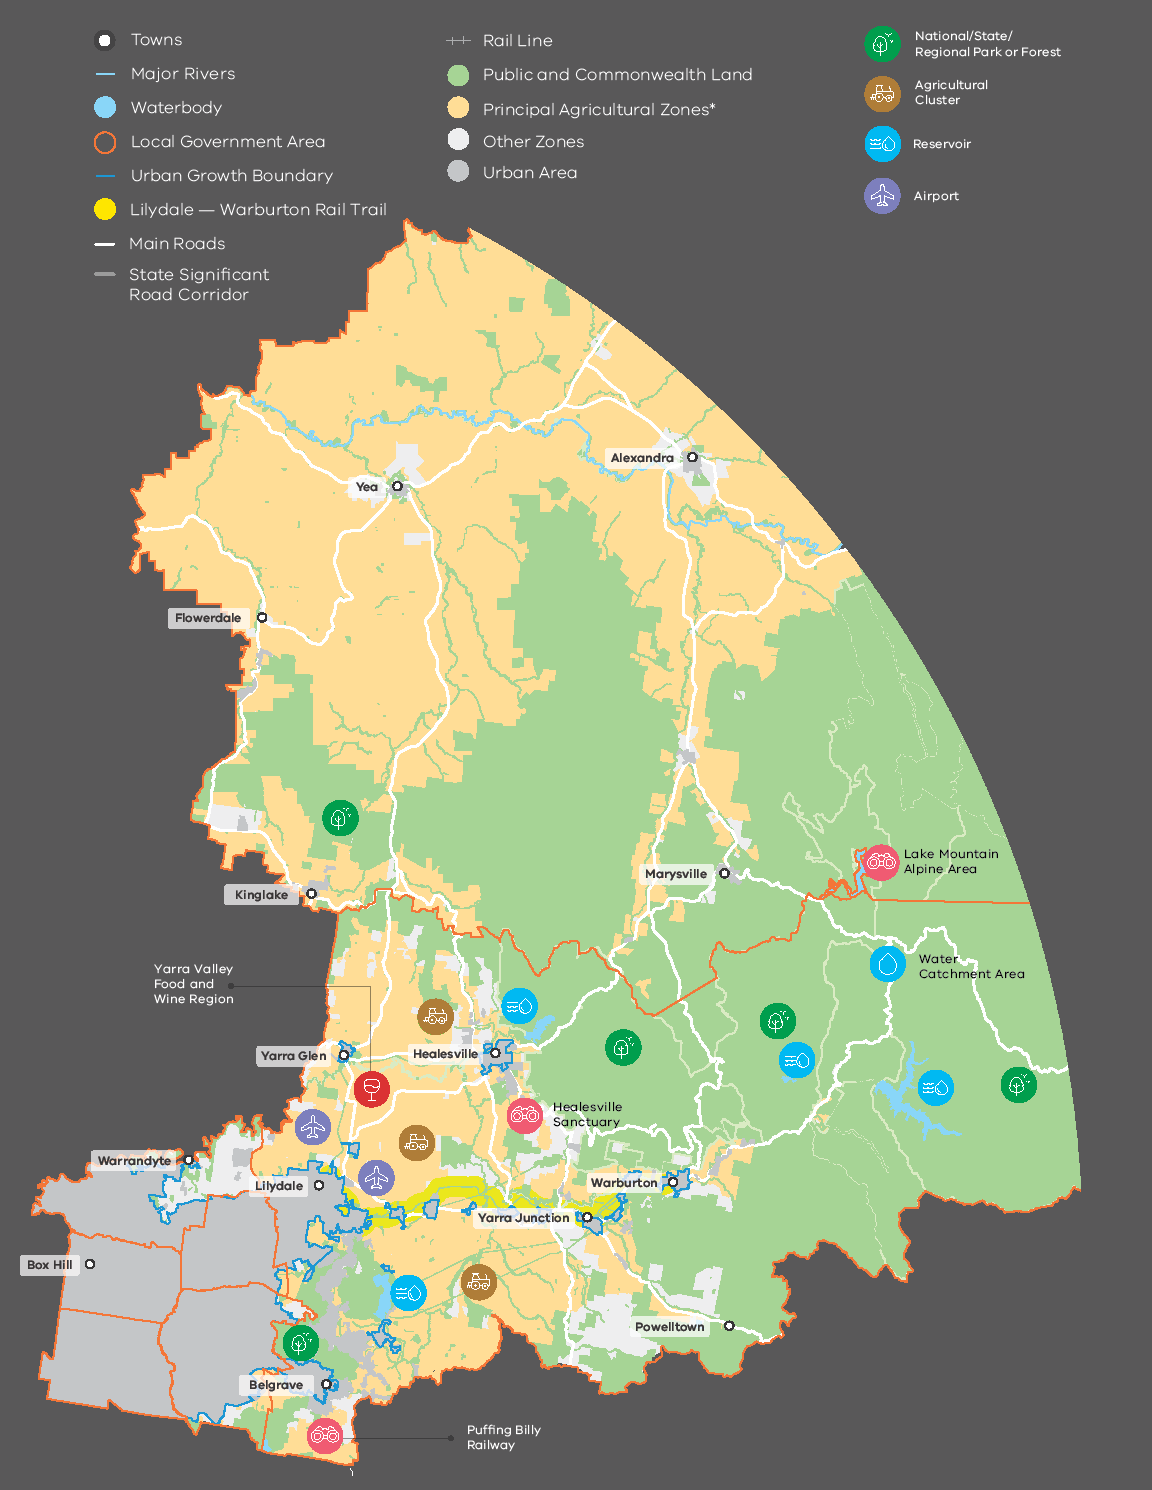 Towns
Major Rivers
Waterbody
Local Government Area
Urban Growth Boundary
Lilydale — Warburton Rail Trail
Main Roads
State Significant
Road Corridor
Rail Line
Public and Commonwealth Land
Principal Agricultural Zones*
Other Zones
Urban Area
National/State/
Regional Park or Forest
Agricultural
Cluster
Reservoir
Airport
Alexandra
Yea
Flowerdale
Lake Mountain
Alpine Area
Marysville
Kinglake
Water
Catchment Area
Yarra Valley
Food and
Wine Region
Yarra Glen
Healesville
Healesville
Sanctuary
Warrandyte
Lilydale
Warburton
Yarra Junction
Box Hill
Powelltown
Belgrave
Puffing Billy
Railway